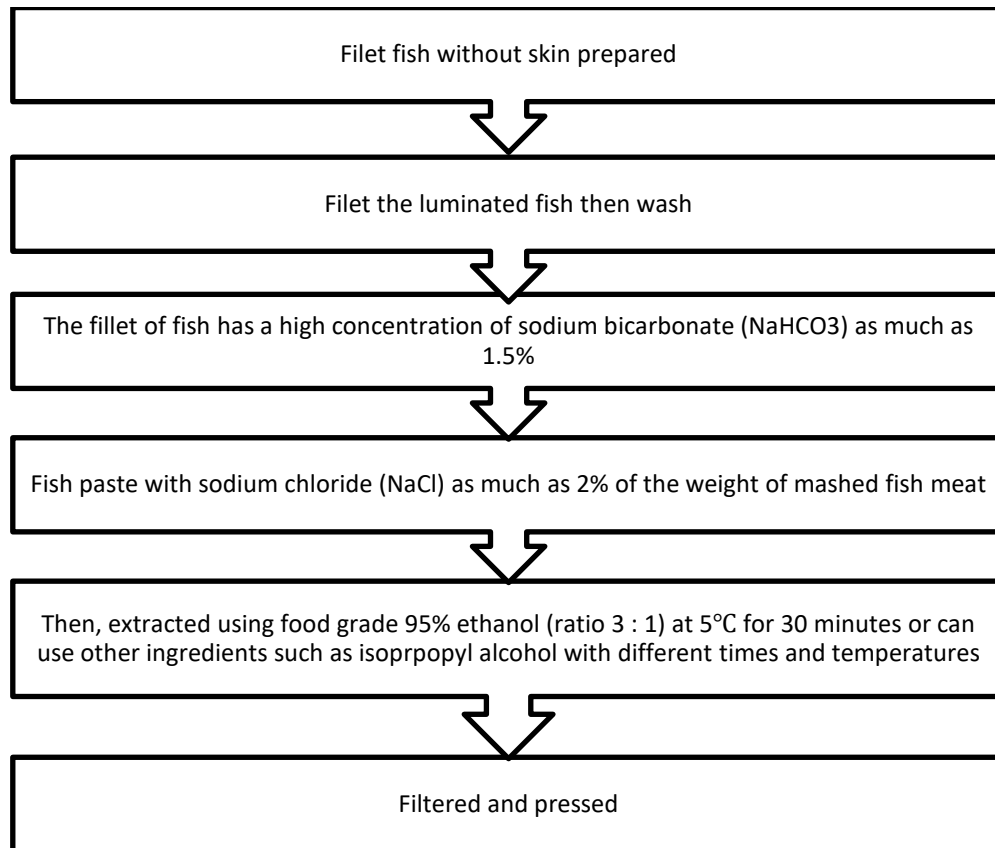 Filet fish without skin prepared
Filet the luminated fish then wash
The fillet of fish has a high concentration of sodium bicarbonate (NaHCO3) as much as
1.5%
Fish paste with sodium chloride (NaCl) as much as 2% of the weight of mashed fish meat
Then, extracted using food grade 95% ethanol (ratio 3 : 1) at 5℃ for 30 minutes or can
use other ingredients such as isoprpopyl alcohol with different times and temperatures
Filtered and pressed